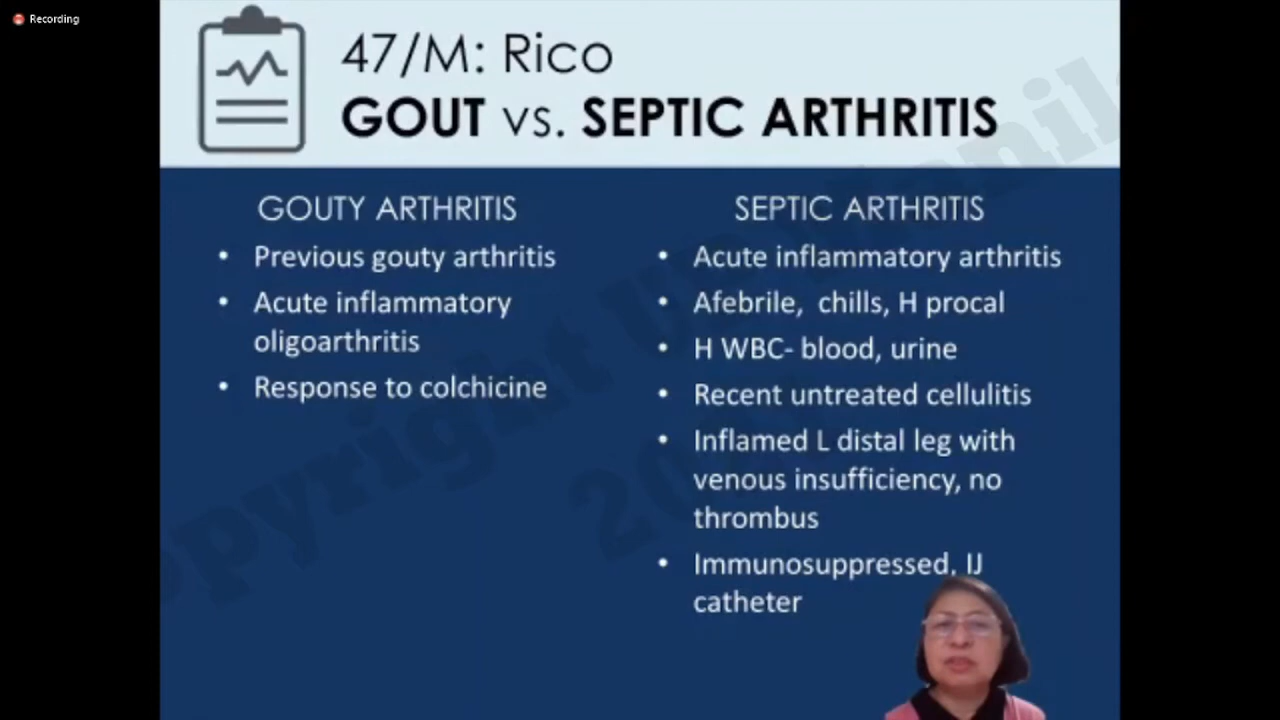 Recording
47/M: Rico
GOUT vs. SEPTIC ARTHRITIS
GOUTY ARTHRITIS
• Previous gouty arthritis
• Acute inflammatory
oligoarthritis
• Response to colchicine
SEPTIC ARTHRITIS
• Acute inflammatory arthritis
• Afebrile, chills, H procal
• H WBC- blood, urine
• Recent untreated cellulitis
• Inflamed L distal leg with
venous insufficiency, no
thrombus
• Immunosuppressed, IJ
catheter